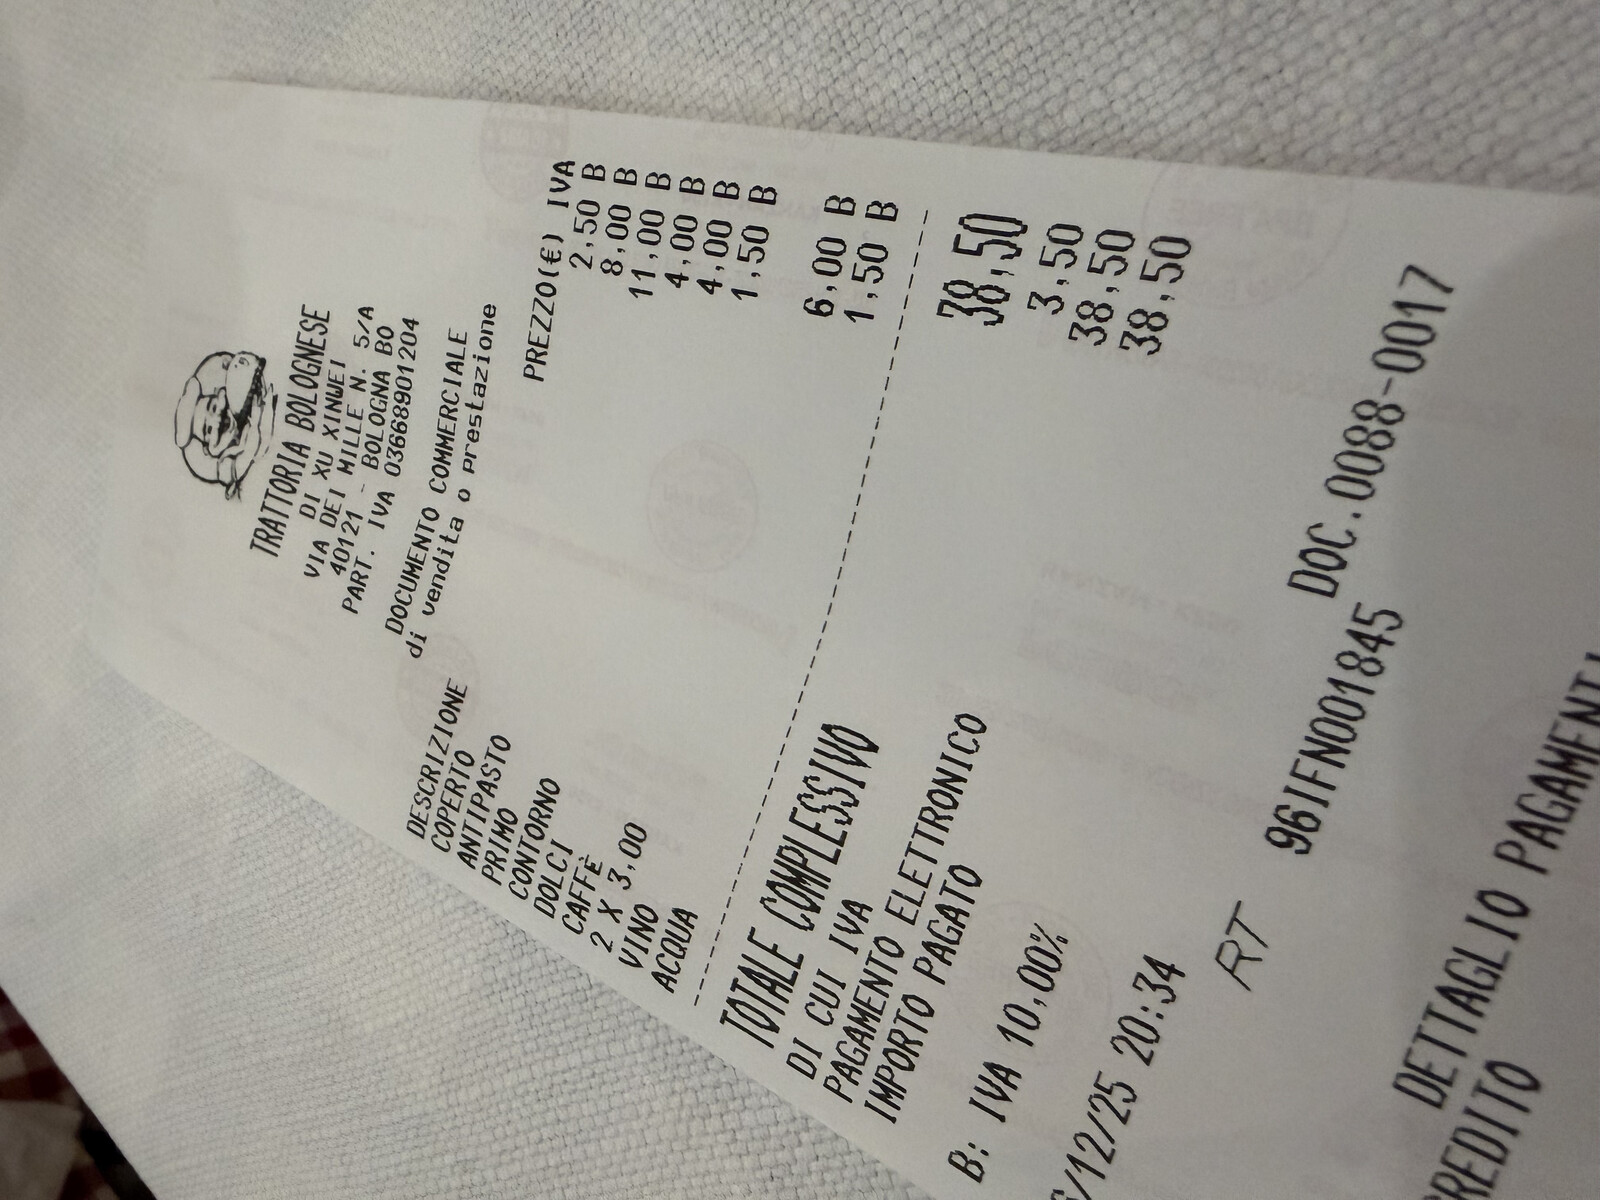 TRATTORIA BOLOGNESE
DI XU XINWEI
VIA DEI MILLE N. 5/A
40121 - BOLOGNA BO
PART. IVA 03668901204
DOCUMENTO COMMERCIALE
di vendita o prestazione
DESCRIZIONE PREZZO(€) IVA
COPERTO 2,50 B
ANTIPASTO 8,00 B
PRIMO 11,00 B
CONTORNO 4,00 B
DOLCI 4,00 B
CAFFÈ 1,50 B
2 X 3,00
VINO 6,00 B
ACQUA 1,50 B
TOTALE COMPLESSIVO 38,50
DI CUI IVA 3,50
PAGAMENTO ELETTRONICO 38,50
IMPORTO PAGATO 38,50
B: IVA 10,00%
/12/25 20:34 DOC.0088-0017
RT 96IFN001845
DETTAGLIO PAGAMENTI
REDITO